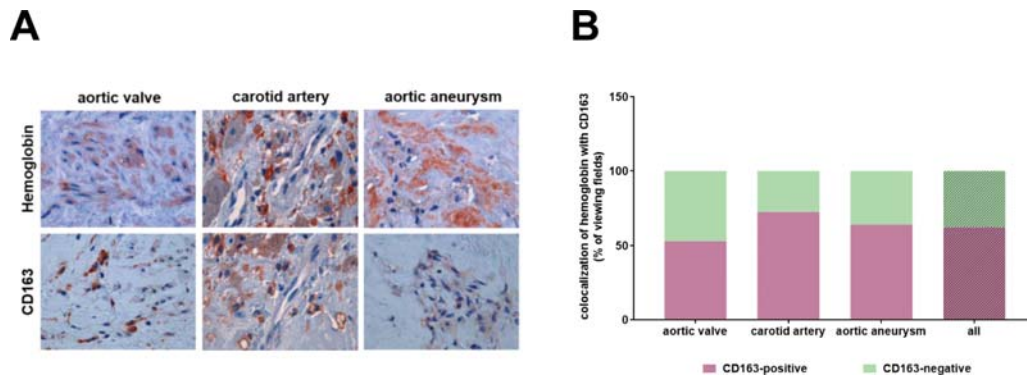 A
B
aortic valve
carotid artery
aortic aneurysm
Hemoglobin
CD163
colocalization of hemoglobin with CD163
(% of viewing fields)
150
100
50
0
aortic valve
carotid artery
aortic aneurysm
all
CD163-positive
CD163-negative